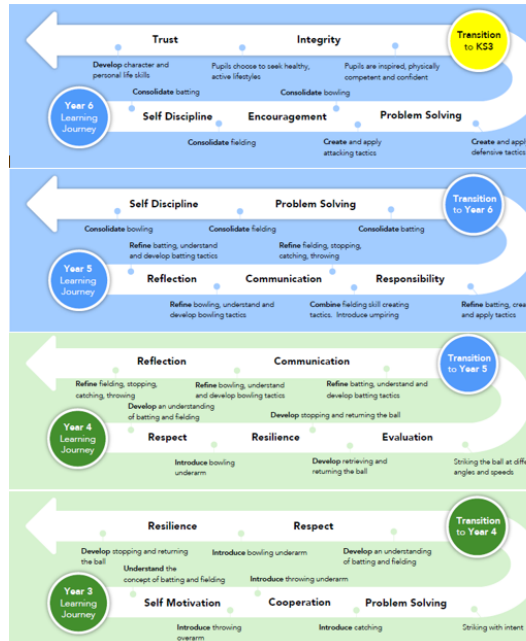 Trust
Integrity
Transition
to KS3
Develop character and
personal life skills
Pupils choose to seek healthy,
active lifestyles
Pupils are inspired, physically
competent and confident
Consolidate batting
Consolidate bowling
Year 6
Learning
Journey
Self Discipline
Encouragement
Problem Solving
Consolidate fielding
Create and apply
attacking tactics
Create and apply
defensive tactics
Self Discipline
Problem Solving
Transition
to Year 6
Consolidate bowling
Consolidate fielding
Consolidate batting
Refine batting, understand
and develop batting tactics
Refine fielding, stopping,
catching, throwing
Year 5
Learning
Journey
Reflection
Communication
Responsibility
Refine bowling, understand and
develop bowling tactics
Combine fielding skill creating
tactics. Introduce umpiring
Refine batting, crea
and apply tactics
Reflection
Communication
Transition
to Year 5
Refine fielding, stopping,
catching, throwing
Refine bowling, understand
and develop bowling tactics
Refine batting, understand and
develop batting tactics
Develop an understanding
of batting and fielding
Develop stopping and returning the ball
Year 4
Learning
Journey
Respect
Resilience
Evaluation
Introduce bowling
underarm
Develop retrieving and
returning the ball
Striking the ball at diffe
angles and speeds
Resilience
Respect
Transition
to Year 4
Develop stopping and returning
the ball
Introduce bowling underarm
Develop an understanding
of batting and fielding
Understand the
concept of batting and fielding
Introduce throwing underarm
Year 3
Learning
Journey
Self Motivation
Cooperation
Problem Solving
Introduce throwing
overarm
Introduce catching
Striking with intent